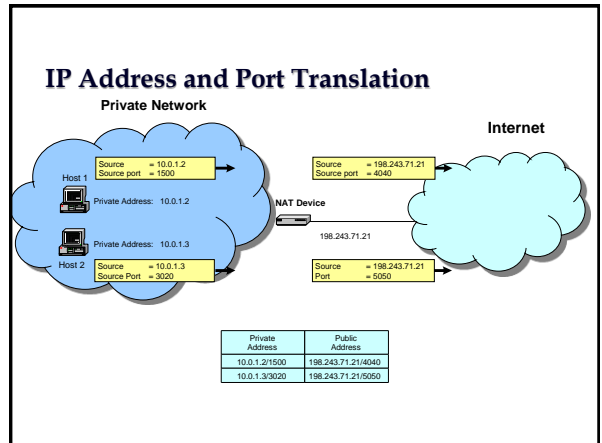 IP Address and Port Translation
Private Network
Internet
Source = 10.0.1.2
Source port = 1500
Source = 198.243.71.21
Source port = 4040
Host 1
Private Address: 10.0.1.2
NAT Device
198.243.71.21
Private Address: 10.0.1.3
Host 2
Source = 10.0.1.3
Source Port = 3020
Source = 198.243.71.21
Port = 5050
Private Address
Public Address
10.0.1.2/1500 198.243.71.21/4040
10.0.1.3/3020 198.243.71.21/5050